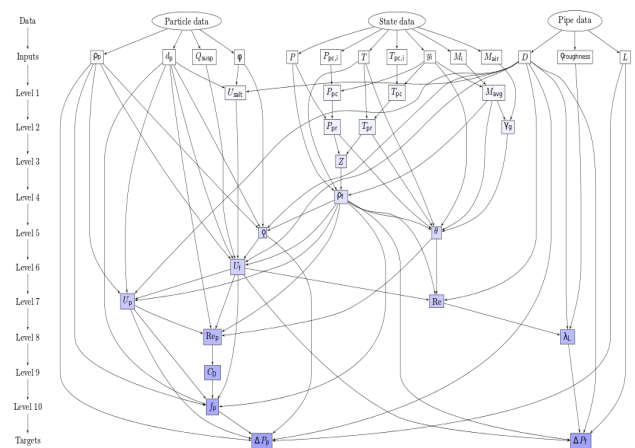 Data Particle data State data Pipe data
Inputs ρp dp Qsusp φ P Ppc,i T Tpc,i yi Mi Mair D Qroughness L
Level 1 Usalt Ppc Tpc Mavg
Level 2 Ppr Tpr γg
Level 3 Z
Level 4 ρf
Level 5 θ
Level 6 Uf
Level 7 Up Re
Level 8 Rep λL
Level 9 CD
Level 10 fp
Targets ΔPp ΔPf